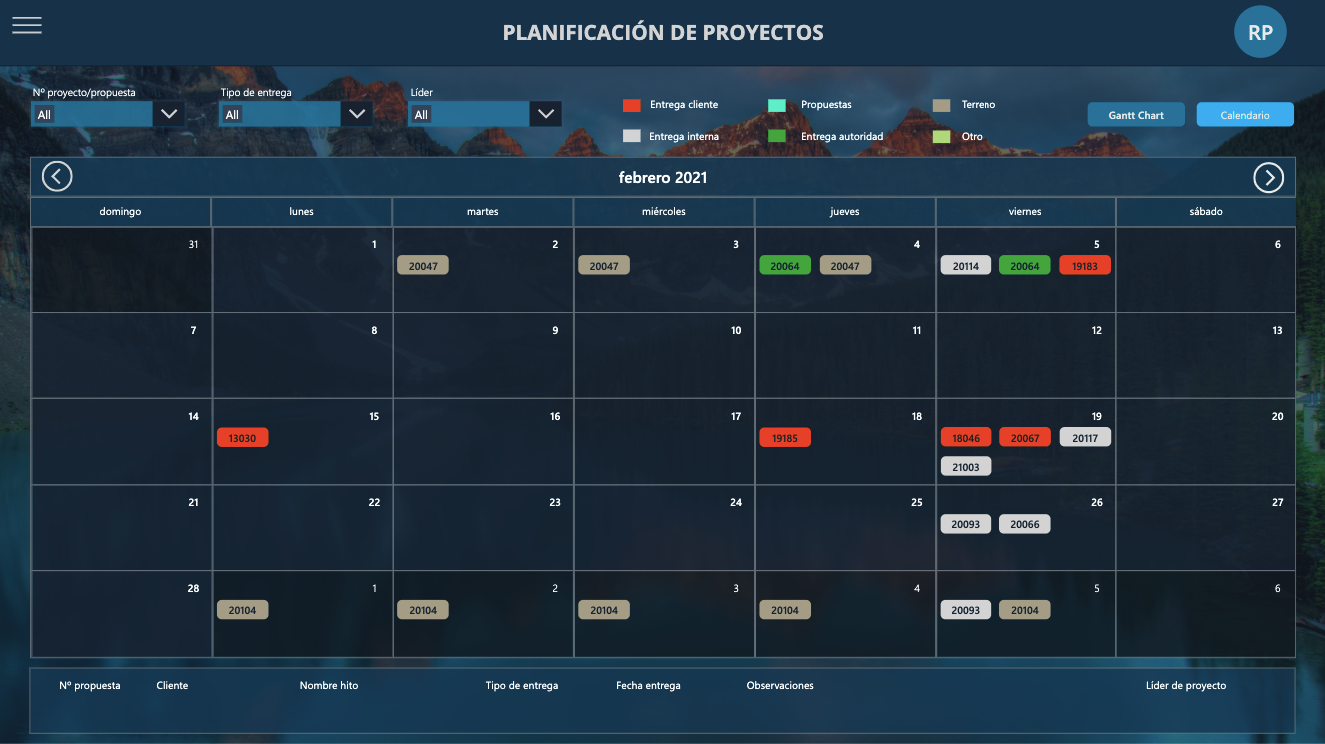 PLANIFICACIÓN DE PROYECTOS
RP
Nº proyecto/propuesta
Tipo de entrega
Líder
All
All
All
Entrega cliente
Propuestas
Terreno
Entrega interna
Entrega autoridad
Otro
Gantt Chart
Calendario
febrero 2021
domingo lunes martes miércoles jueves viernes sábado
31 1 2 3 4 5 6
20047 20047 20064 20047 20114 20064 19183
7 8 9 10 11 12 13
14 15 16 17 18 19 20
13030 19185 18046 20067 20117
21003
21 22 23 24 25 26 27
20093 20066
28 1 2 3 4 5 6
20104 20104 20104 20104 20093 20104
Nº propuesta Cliente Nombre hito Tipo de entrega Fecha entrega Observaciones Líder de proyecto